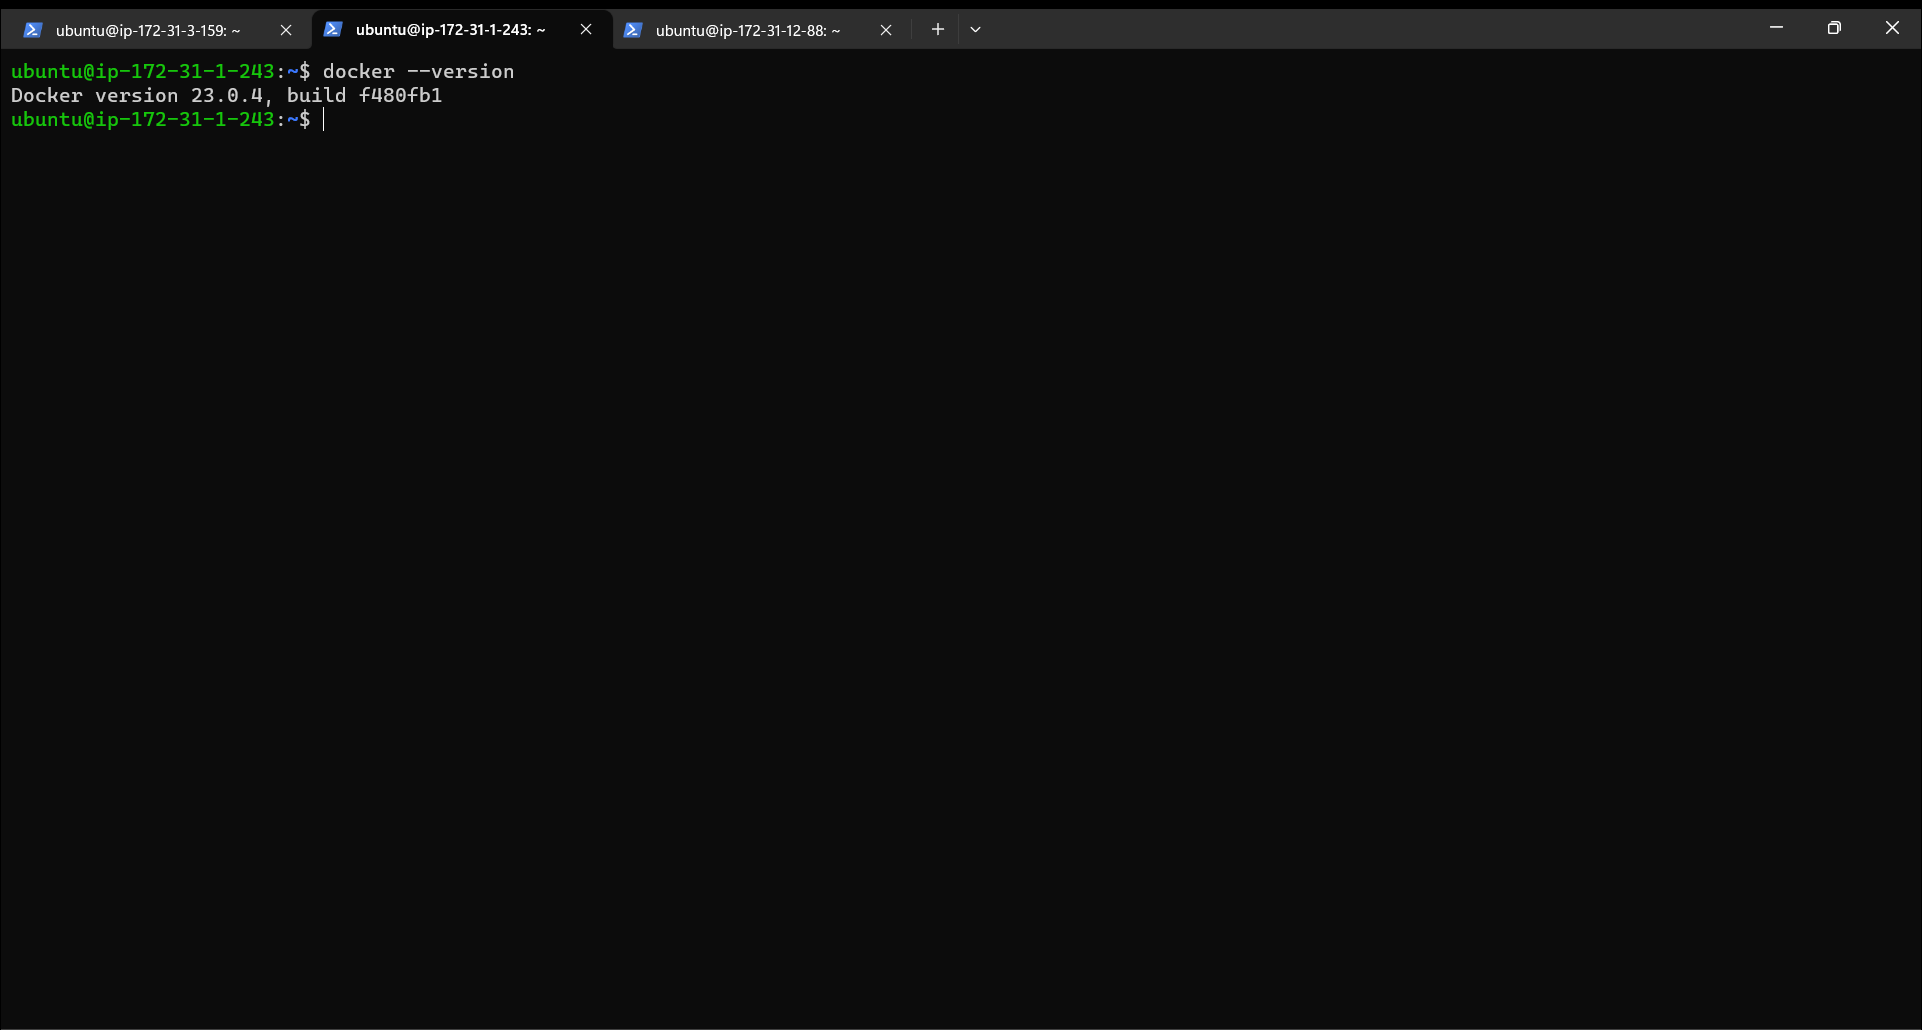 ubuntu@ip-172-31-3-159: ~
ubuntu@ip-172-31-1-243: ~
ubuntu@ip-172-31-12-88: ~
ubuntu@ip-172-31-1-243:~$ docker --version
Docker version 23.0.4, build f480fb1
ubuntu@ip-172-31-1-243:~$